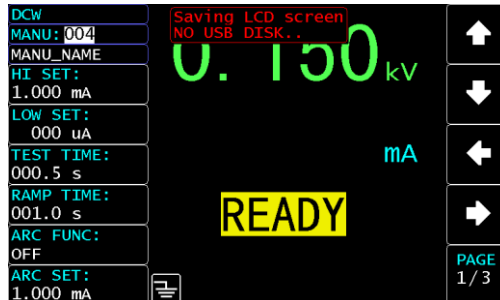 DCW
MANU: 004
MANU_NAME
HI SET:
1.000 mA
LOW SET:
000 uA
TEST TIME:
000.5 s
RAMP TIME:
001.0 s
ARC FUNC:
OFF
ARC SET:
1.000 mA
Saving LCD screen
NO USB DISK..
0.150 kV
mA
READY
PAGE
1/3